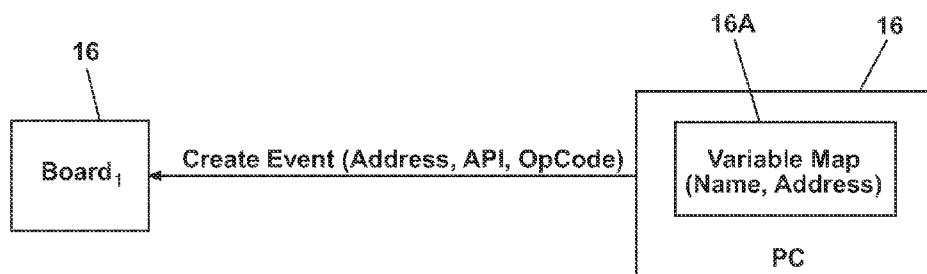 16
16A
16
Board1
Create Event (Address, API, OpCode)
Variable Map
(Name, Address)
PC